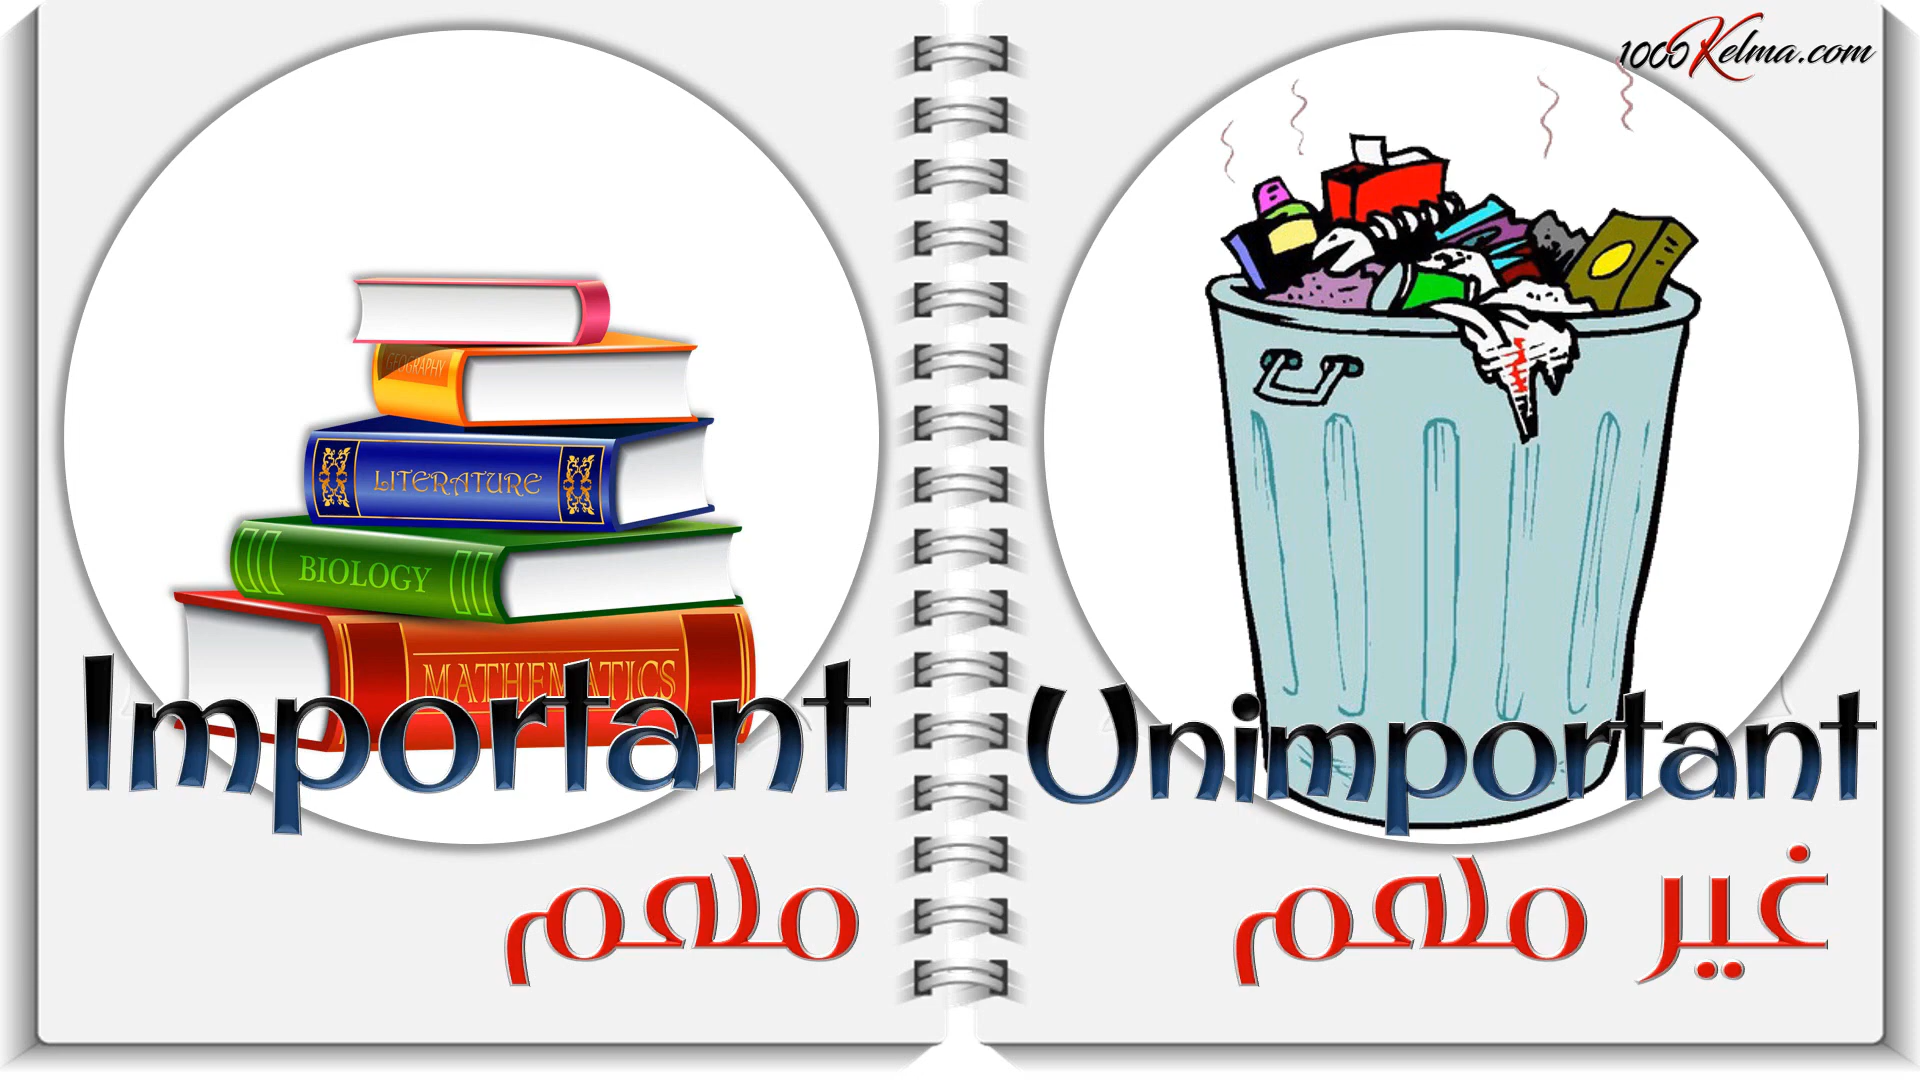 GEOGRAPHY
LITERATURE
BIOLOGY
MATHEMATICS
Important
مهم
1000Kelma.com
Unimportant
غير مهم